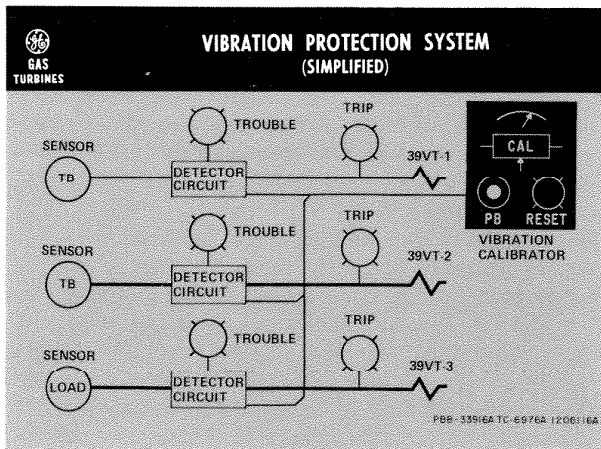 GE
GAS
TURBINES
VIBRATION PROTECTION SYSTEM
(SIMPLIFIED)
SENSOR
TB
TROUBLE
DETECTOR
CIRCUIT
TRIP
39VT-1
CAL
PB
RESET
VIBRATION
CALIBRATOR
SENSOR
TB
TROUBLE
DETECTOR
CIRCUIT
TRIP
39VT-2
SENSOR
LOAD
TROUBLE
DETECTOR
CIRCUIT
TRIP
39VT-3
PBB-33916A TC-6976A 1206116A